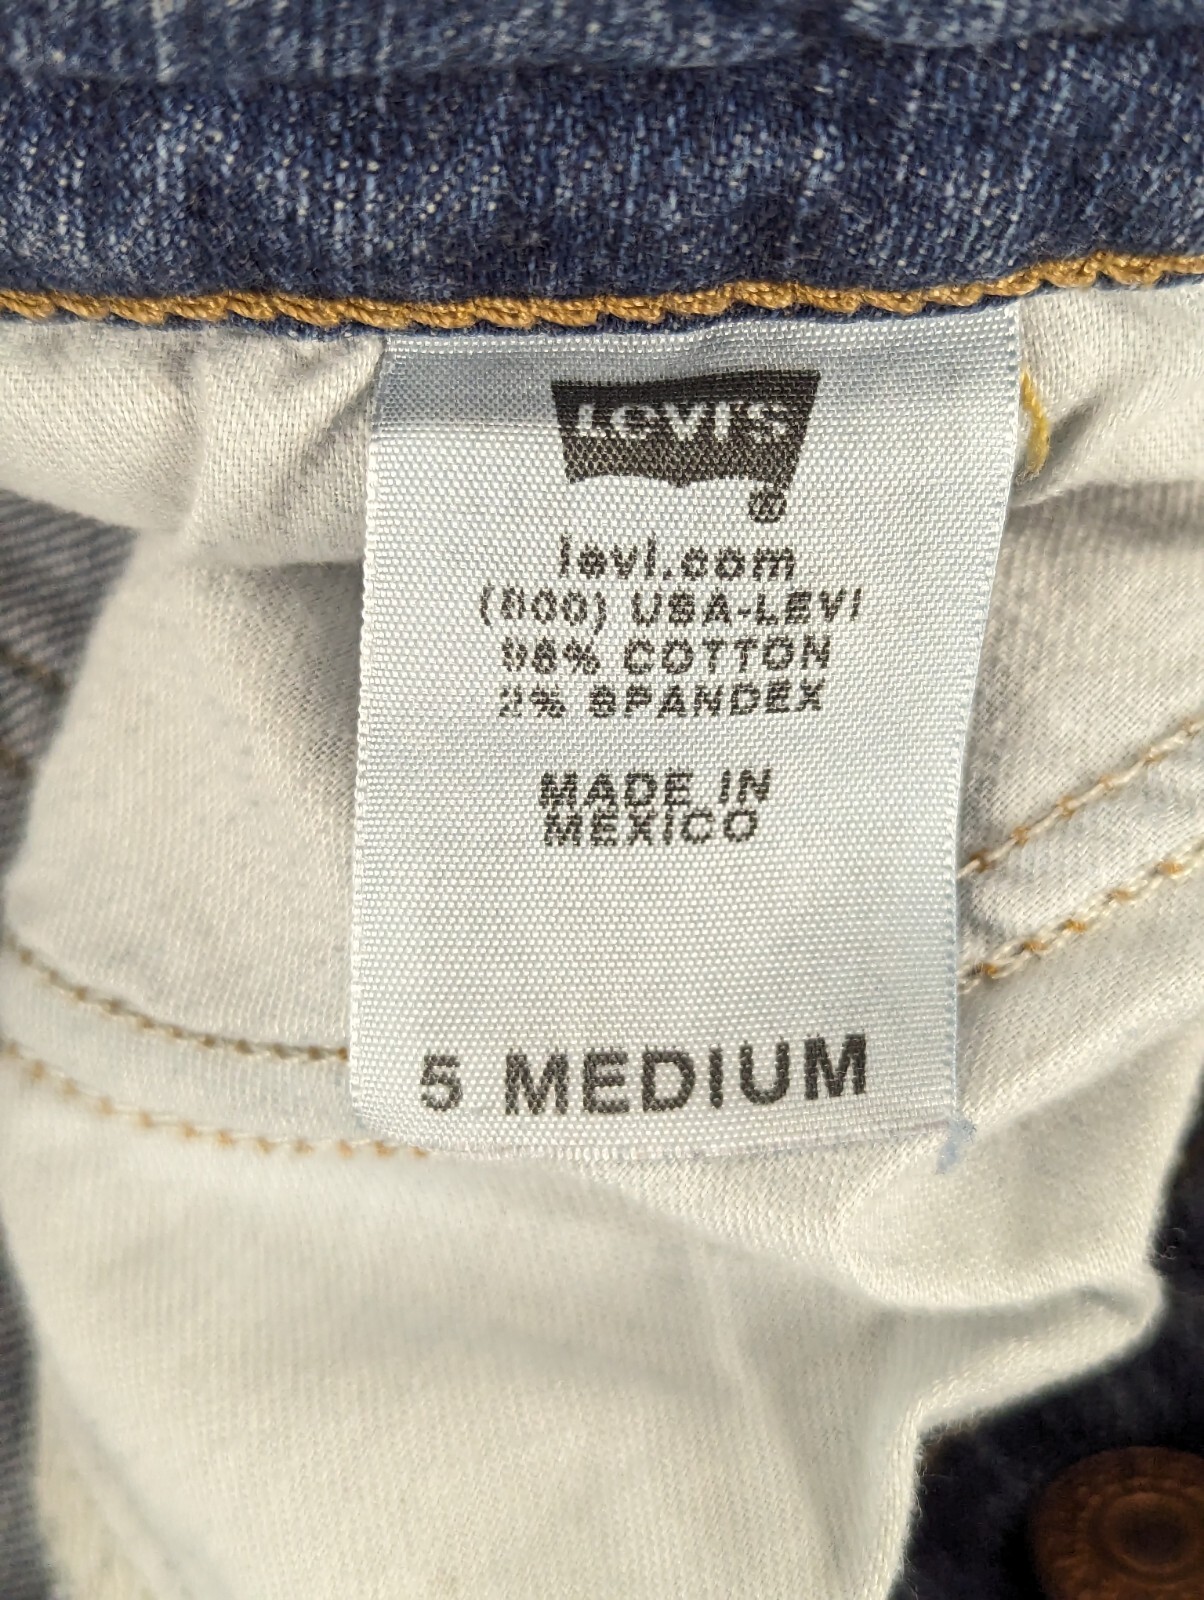 LEVI'S
®
levi.com
(800) USA-LEVI
98% COTTON
2% SPANDEX
MADE IN
MEXICO
5 MEDIUM